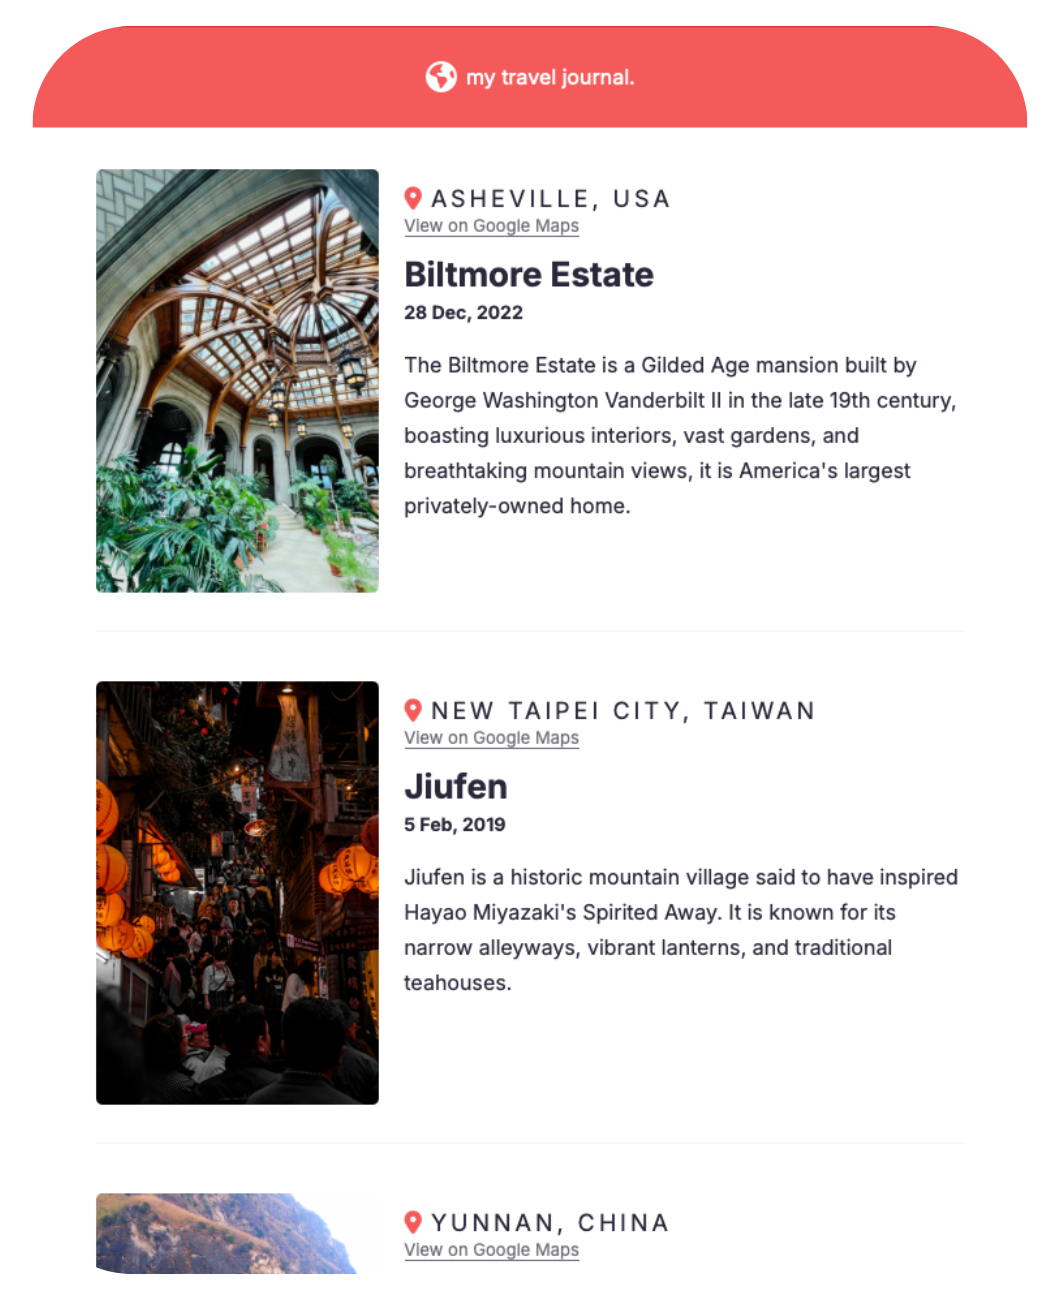 my travel journal.
ASHEVILLE, USA
View on Google Maps
Biltmore Estate
28 Dec, 2022
The Biltmore Estate is a Gilded Age mansion built by
George Washington Vanderbilt II in the late 19th century,
boasting luxurious interiors, vast gardens, and
breathtaking mountain views, it is America's largest
privately-owned home.
NEW TAIPEI CITY, TAIWAN
View on Google Maps
Jiufen
5 Feb, 2019
Jiufen is a historic mountain village said to have inspired
Hayao Miyazaki's Spirited Away. It is known for its
narrow alleyways, vibrant lanterns, and traditional
teahouses.
YUNNAN, CHINA
View on Google Maps